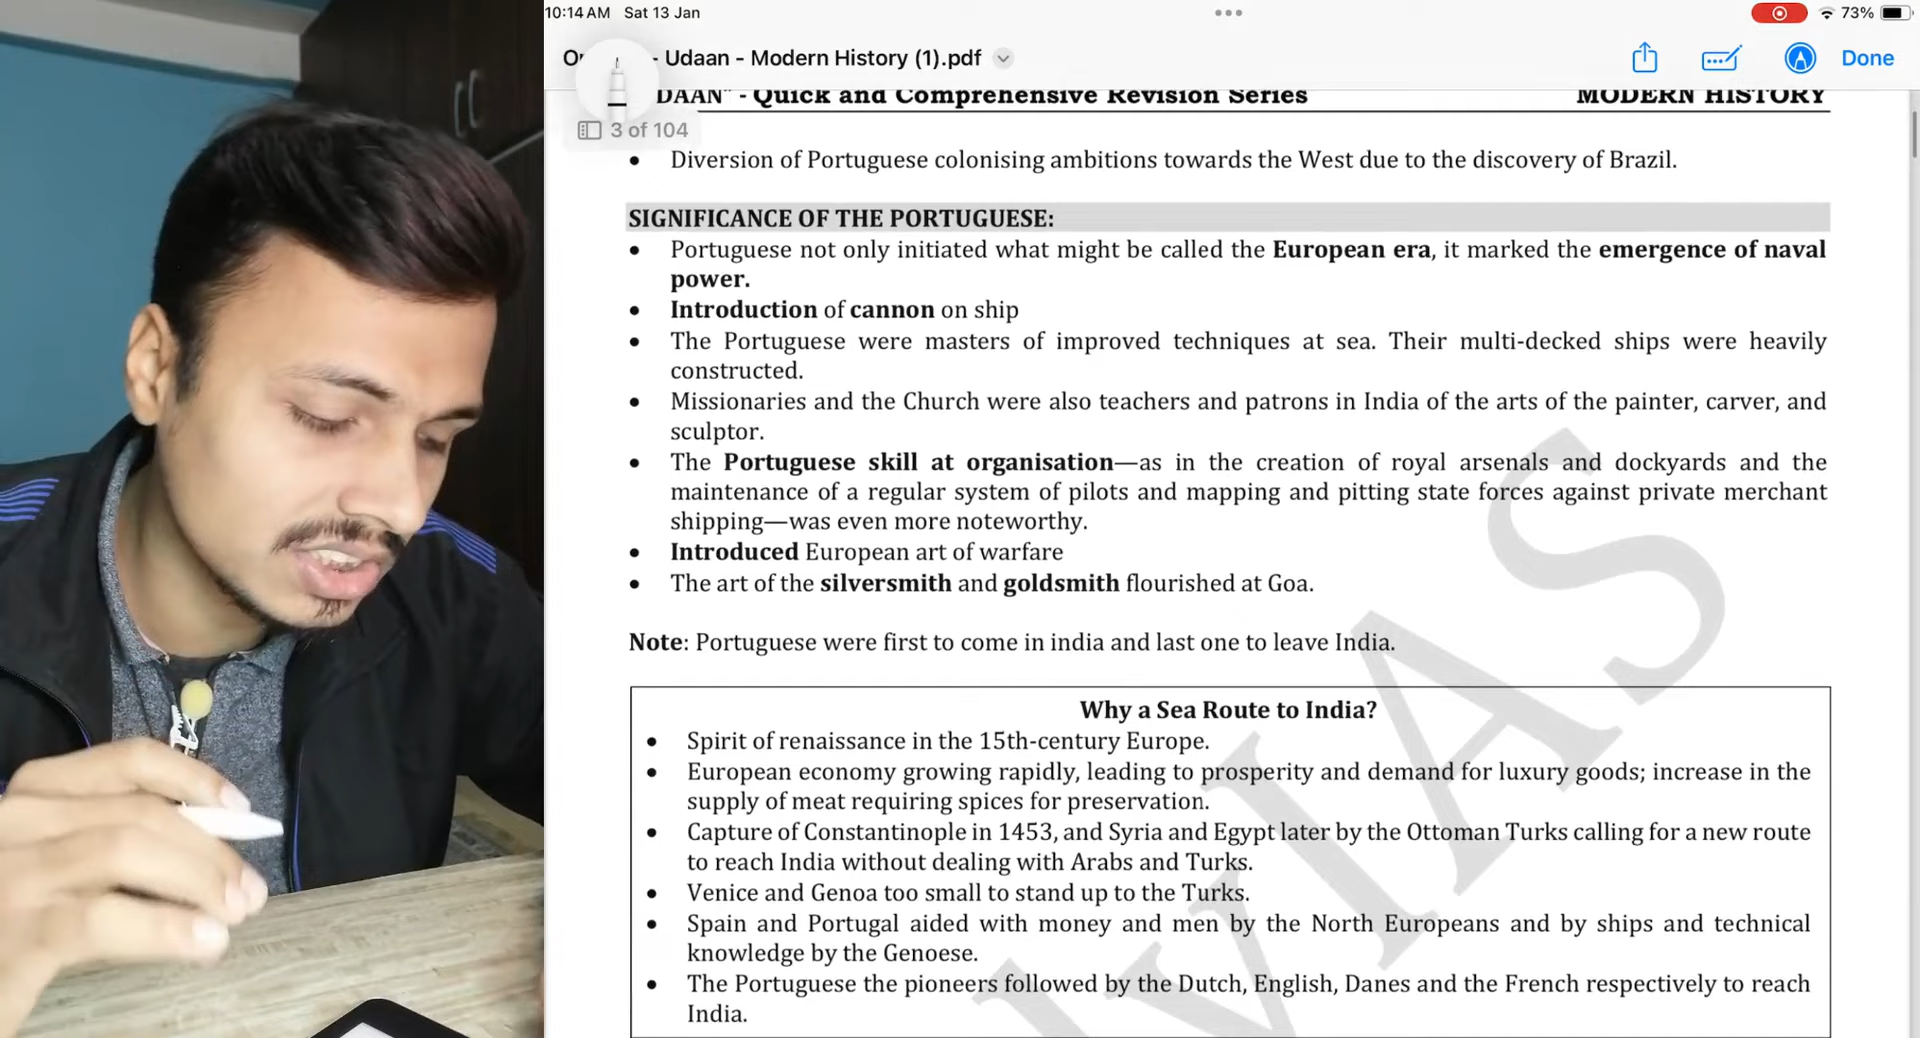 10:14 AM Sat 13 Jan
73%
- Udaan - Modern History (1).pdf
Done
DAAN" - Quick and Comprehensive Revision Series
MODERN HISTORY
3 of 104
• Diversion of Portuguese colonising ambitions towards the West due to the discovery of Brazil.
SIGNIFICANCE OF THE PORTUGUESE:
• Portuguese not only initiated what might be called the European era, it marked the emergence of naval
power.
• Introduction of cannon on ship
• The Portuguese were masters of improved techniques at sea. Their multi-decked ships were heavily
constructed.
• Missionaries and the Church were also teachers and patrons in India of the arts of the painter, carver, and
sculptor.
• The Portuguese skill at organisation—as in the creation of royal arsenals and dockyards and the
maintenance of a regular system of pilots and mapping and pitting state forces against private merchant
shipping—was even more noteworthy.
• Introduced European art of warfare
• The art of the silversmith and goldsmith flourished at Goa.
Note: Portuguese were first to come in india and last one to leave India.
Why a Sea Route to India?
• Spirit of renaissance in the 15th-century Europe.
• European economy growing rapidly, leading to prosperity and demand for luxury goods; increase in the
supply of meat requiring spices for preservation.
• Capture of Constantinople in 1453, and Syria and Egypt later by the Ottoman Turks calling for a new route
to reach India without dealing with Arabs and Turks.
• Venice and Genoa too small to stand up to the Turks.
• Spain and Portugal aided with money and men by the North Europeans and by ships and technical
knowledge by the Genoese.
• The Portuguese the pioneers followed by the Dutch, English, Danes and the French respectively to reach
India.